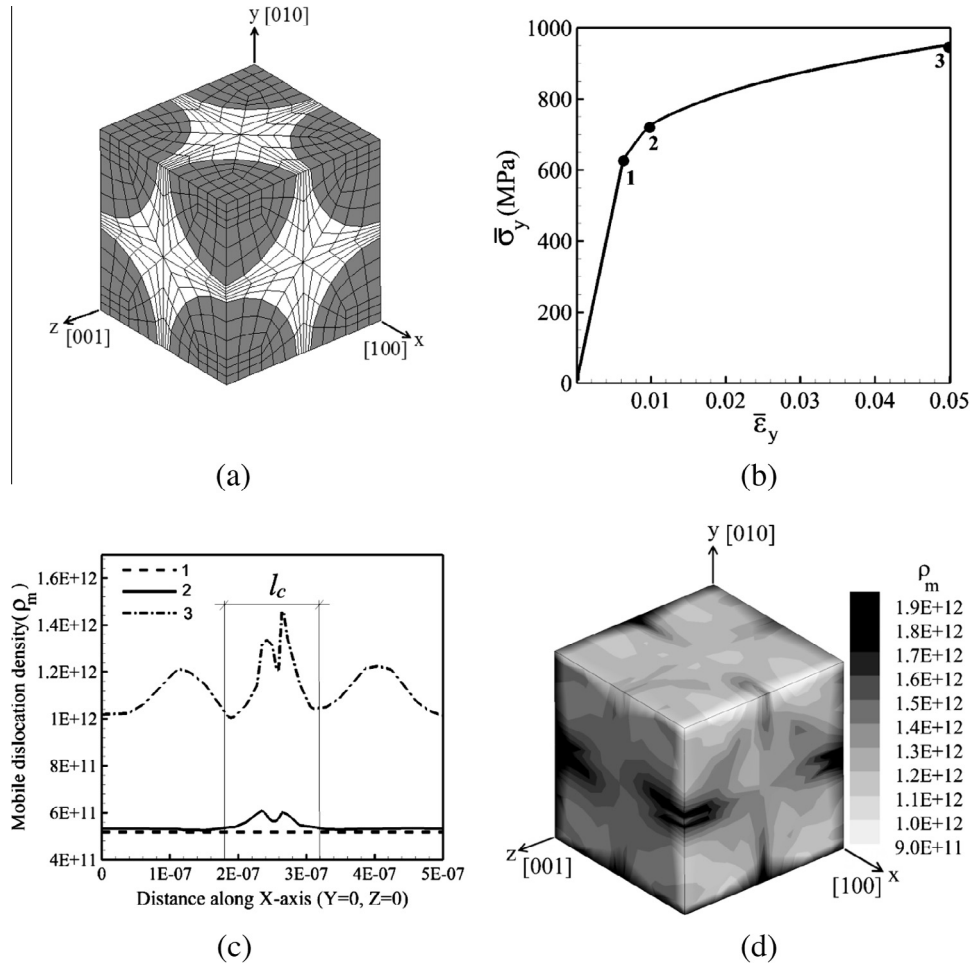 y [010]
z
[001]
[100] x
(a)
1000
800
600
400
200
0
0.01
0.02
0.03
0.04
0.05
σ̅y (MPa)
ε̅y
1
2
3
(b)
1.6E+12
1.4E+12
1.2E+12
1E+12
8E+11
6E+11
4E+11
0
1E-07
2E-07
3E-07
4E-07
5E-07
Mobile dislocation density(ρm)
Distance along X-axis (Y=0, Z=0)
1
2
3
lc
(c)
y [010]
z
[001]
[100] x
ρm
1.9E+12
1.8E+12
1.7E+12
1.6E+12
1.5E+12
1.4E+12
1.3E+12
1.2E+12
1.1E+12
1.0E+12
9.0E+11
(d)